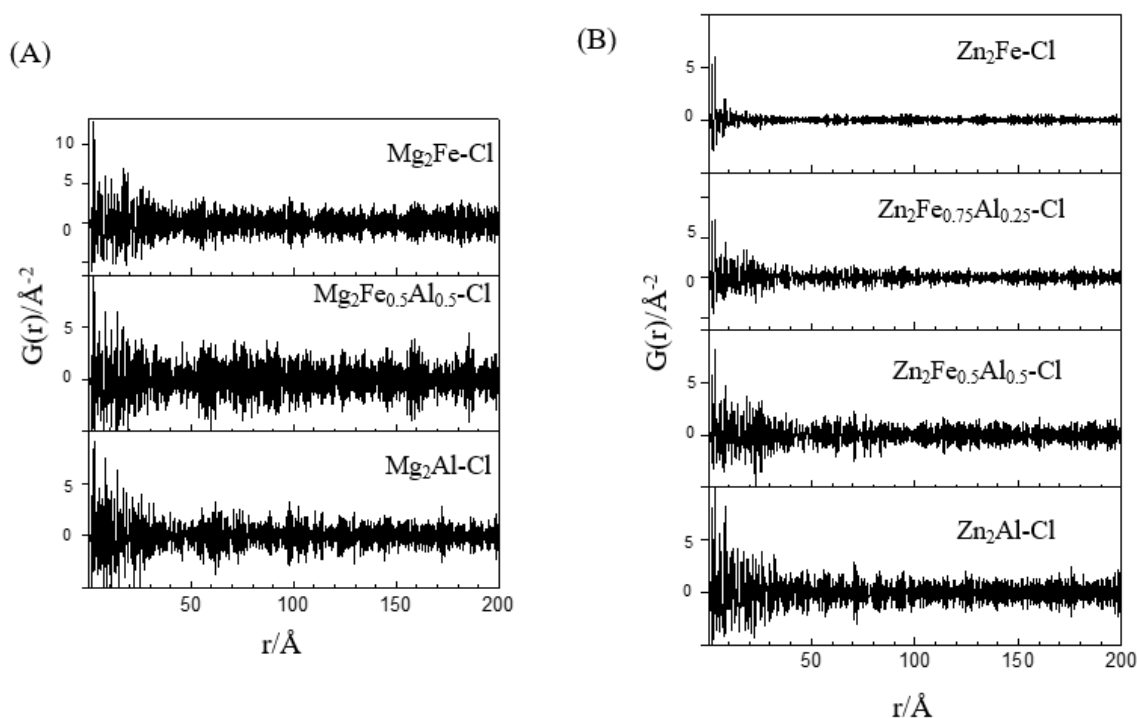 (A)
Mg₂Fe-Cl
10
5
0
Mg₂Fe₀.₅Al₀.₅-Cl
5
0
Mg₂Al-Cl
5
0
50 100 150 200
G(r)/Å⁻²
r/Å
(B)
Zn₂Fe-Cl
5
0
Zn₂Fe₀.₇₅Al₀.₂₅-Cl
5
0
Zn₂Fe₀.₅Al₀.₅-Cl
5
0
Zn₂Al-Cl
5
0
50 100 150 200
G(r)/Å⁻²
r/Å